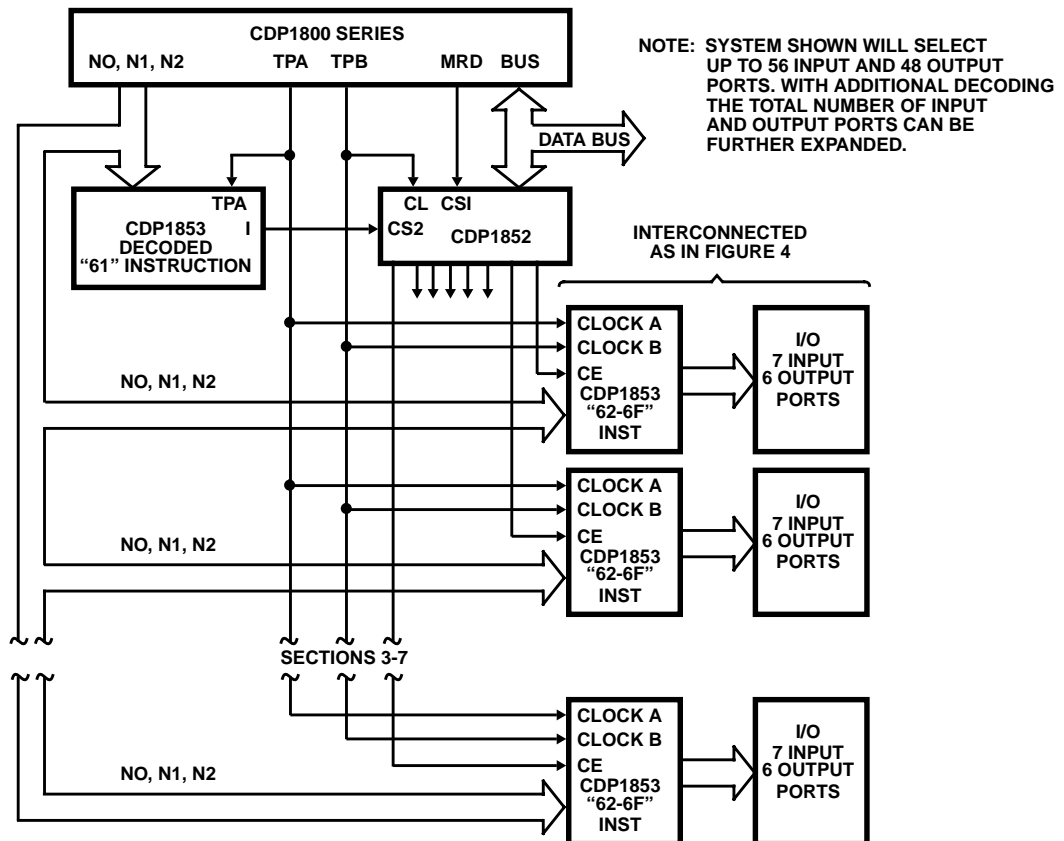 CDP1800 SERIES
NO, N1, N2 TPA TPB MRD BUS
NOTE: SYSTEM SHOWN WILL SELECT
UP TO 56 INPUT AND 48 OUTPUT
PORTS. WITH ADDITIONAL DECODING
THE TOTAL NUMBER OF INPUT
AND OUTPUT PORTS CAN BE
FURTHER EXPANDED.
DATA BUS
TPA
I
CDP1853
DECODED
“61” INSTRUCTION
CL CSI
CS2
CDP1852
INTERCONNECTED
AS IN FIGURE 4
NO, N1, N2
CLOCK A
CLOCK B
CE
CDP1853
“62-6F”
INST
I/O
7 INPUT
6 OUTPUT
PORTS
NO, N1, N2
CLOCK A
CLOCK B
CE
CDP1853
“62-6F”
INST
I/O
7 INPUT
6 OUTPUT
PORTS
SECTIONS 3-7
NO, N1, N2
CLOCK A
CLOCK B
CE
CDP1853
“62-6F”
INST
I/O
7 INPUT
6 OUTPUT
PORTS